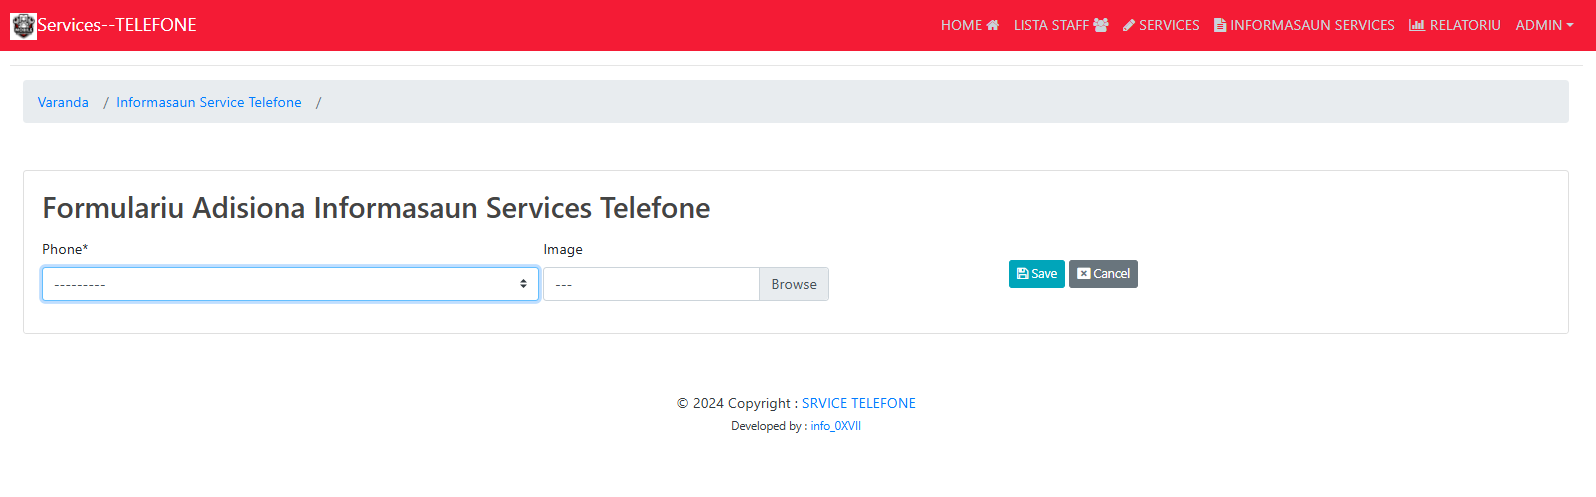 MOBILE
Services--TELEFONE HOME LISTA STAFF SERVICES INFORMASAUN SERVICES RELATORIU ADMIN
Varanda / Informasaun Service Telefone /
Formulariu Adisiona Informasaun Services Telefone
Phone* Image
--------- --- Browse Save Cancel
© 2024 Copyright : SRVICE TELEFONE
Developed by : info_0XVII